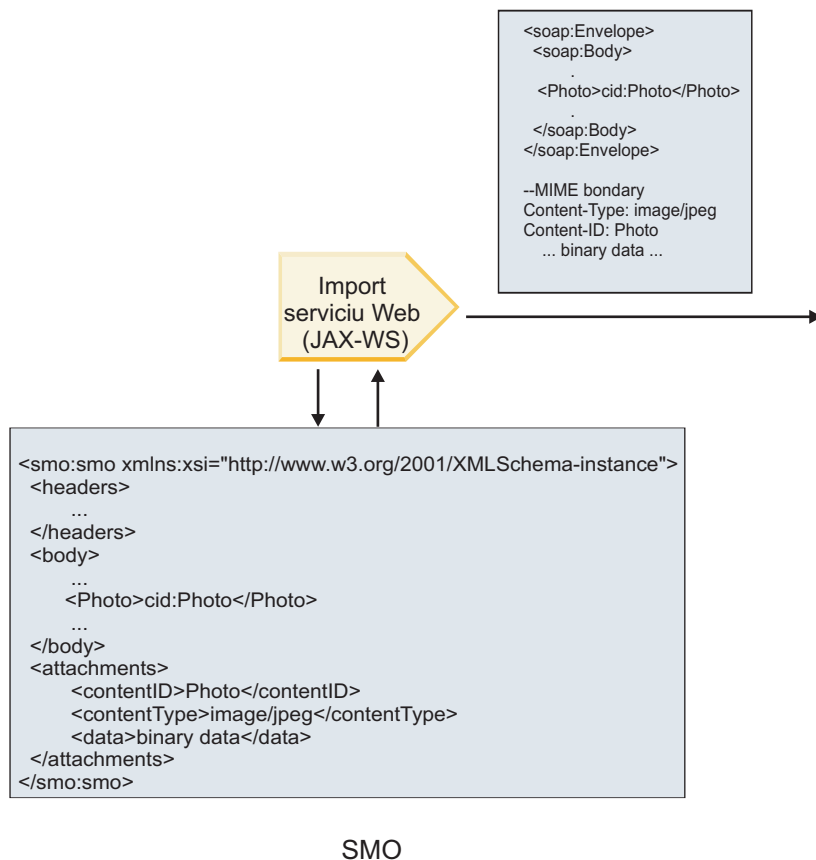 <soap:Envelope>
<soap:Body>
.
<Photo>cid:Photo</Photo>
.
</soap:Body>
</soap:Envelope>
--MIME bondary
Content-Type: image/jpeg
Content-ID: Photo
... binary data ...
Import
serviciu Web
(JAX-WS)
<smo:smo xmlns:xsi="http://www.w3.org/2001/XMLSchema-instance">
<headers>
...
</headers>
<body>
...
<Photo>cid:Photo</Photo>
...
</body>
<attachments>
<contentID>Photo</contentID>
<contentType>image/jpeg</contentType>
<data>binary data</data>
</attachments>
</smo:smo>
SMO